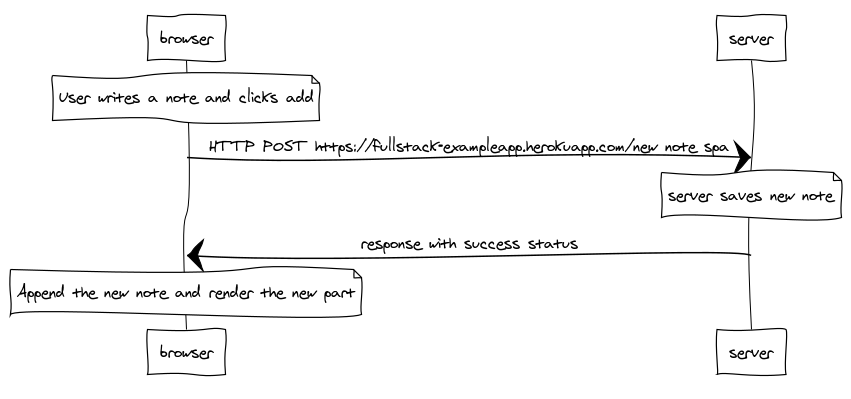 browser
server
User writes a note and clicks add
HTTP POST https://fullstack-exampleapp.herokuapp.com/new note spa
server saves new note
response with success status
Append the new note and render the new part
browser
server